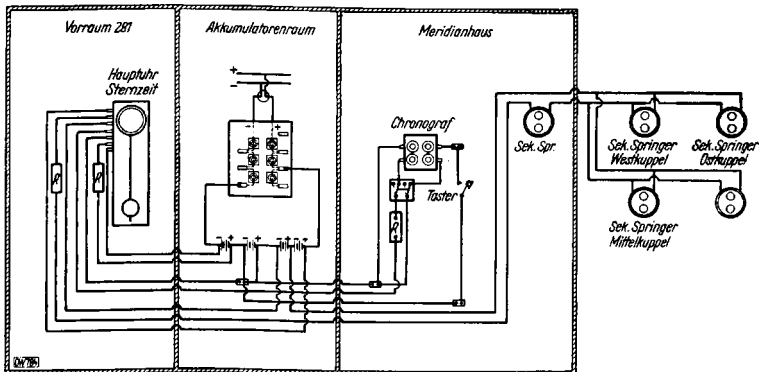 Vorraum 281
Akkumulatorenraum
Meridianhaus
Hauptuhr
Sternzeit
+
−
− +
Chronograf
Taster
Sek. Spr.
Sek. Springer
Westkuppel
Sek. Springer
Ostkuppel
Sek. Springer
Mittelkuppel
R
R
R
− + − + + − + −